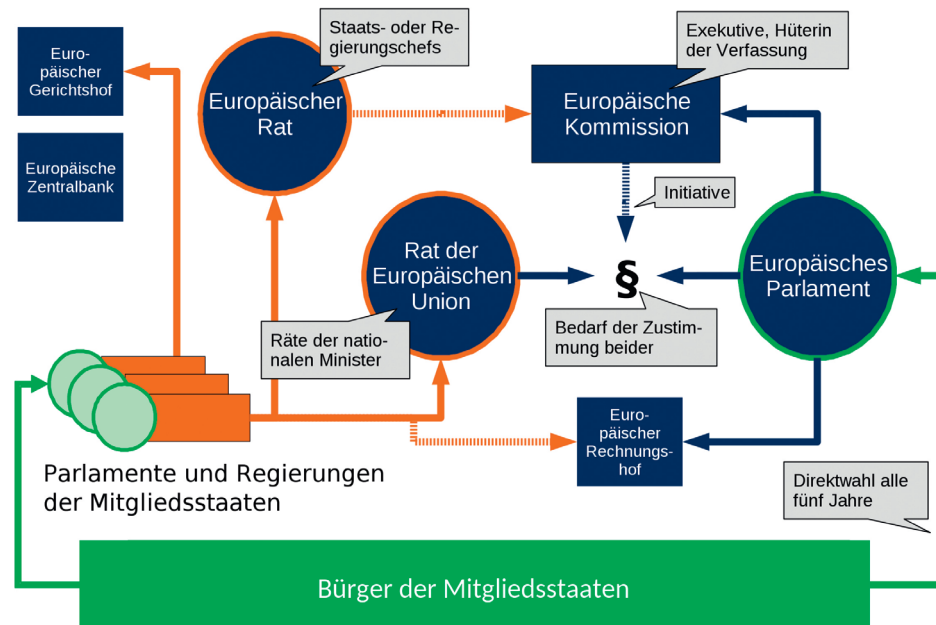 Staats- oder Re-
gierungschefs
Exekutive, Hüterin
der Verfassung
Euro-
päischer
Gerichtshof
Europäischer
Rat
Europäische
Kommission
Europäische
Zentralbank
Initiative
Rat der
Europäischen
Union
§
Europäisches
Parlament
Räte der natio-
nalen Minister
Bedarf der Zustim-
mung beider
Euro-
päischer
Rechnungs-
hof
Parlamente und Regierungen
der Mitgliedsstaaten
Direktwahl alle
fünf Jahre
Bürger der Mitgliedsstaaten